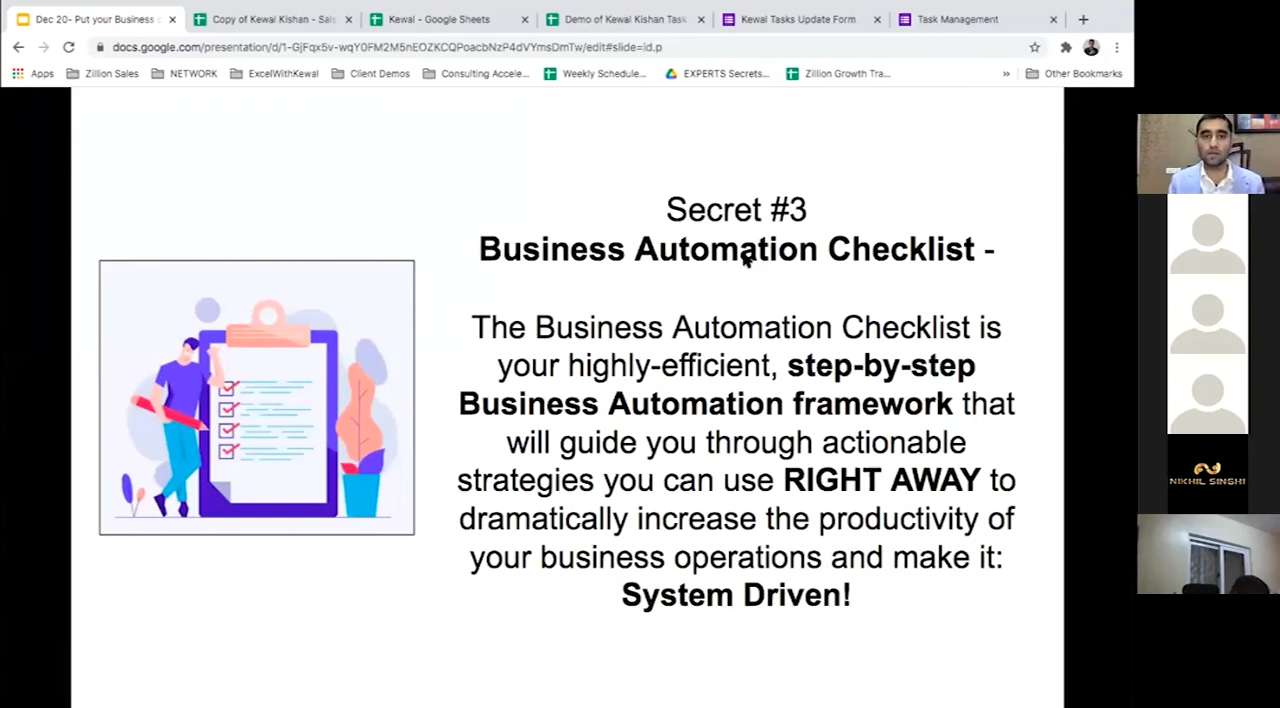 Dec 20- Put your Business
Copy of Kewal Kishan - Sal
Kewal - Google Sheets
Demo of Kewal Kishan Task
Kewal Tasks Update Form
Task Management
docs.google.com/presentation/d/1-GjFqx5v-wqY0FM2M5nEOZKCQPoacbNzP4dVYmsDmTw/edit#slide=id.p
Apps
Zillion Sales
NETWORK
ExcelWithKewal
Client Demos
Consulting Accele...
Weekly Schedule...
EXPERTS Secrets...
Zillion Growth Tra...
»
Other Bookmarks
Secret #3
Business Automation Checklist -
The Business Automation Checklist is
your highly-efficient, step-by-step
Business Automation framework that
will guide you through actionable
strategies you can use RIGHT AWAY to
dramatically increase the productivity of
your business operations and make it:
System Driven!
NIKHIL SINGHI